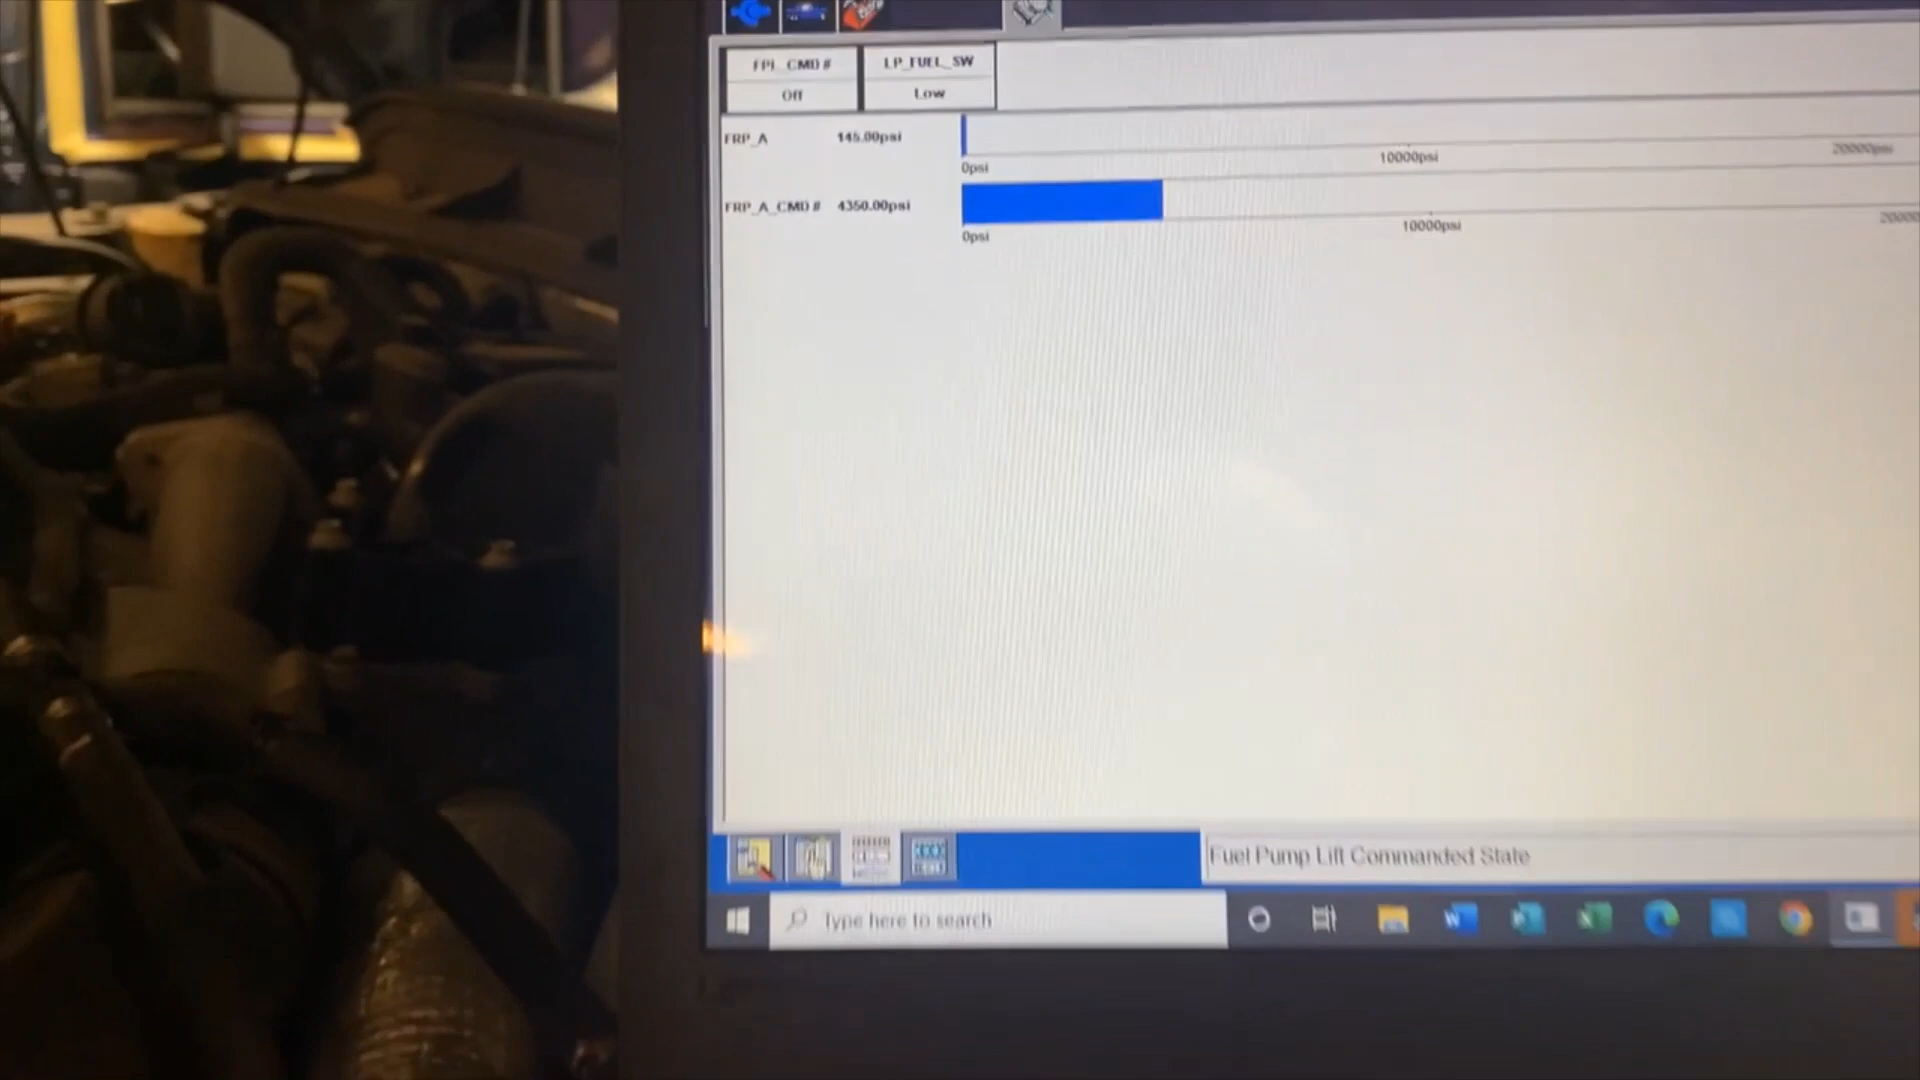 FPL_CMD# LP_FUEL_SW
Off Low
FRP_A 145.00psi
0psi 10000psi 20000psi
FRP_A_CMD# 4350.00psi
0psi 10000psi 20000
Fuel Pump Lift Commanded State
Type here to search